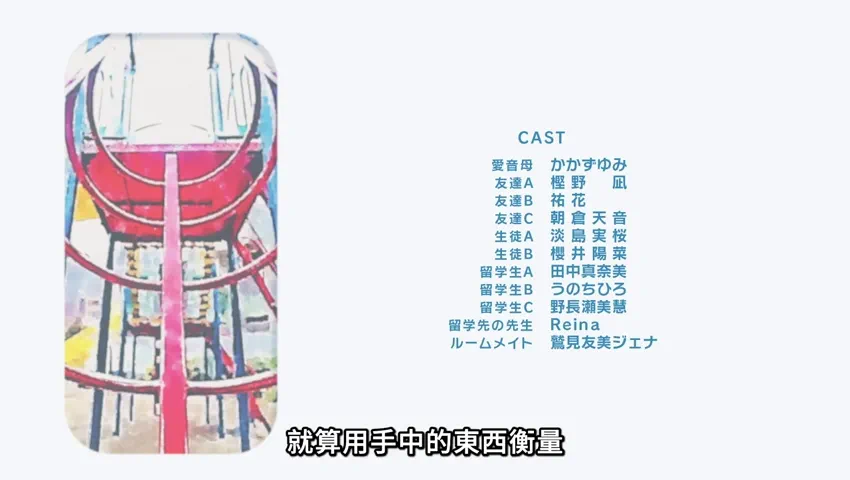 CAST
愛音母 かかずゆみ
友達A 樫野 凪
友達B 祐花
友達C 朝倉天音
生徒A 淡島実桜
生徒B 櫻井陽菜
留学生A 田中真奈美
留学生B うのちひろ
留学生C 野長瀬美慧
留学先の先生 Reina
ルームメイト 鷲見友美ジェナ
就算用手中的東西衡量